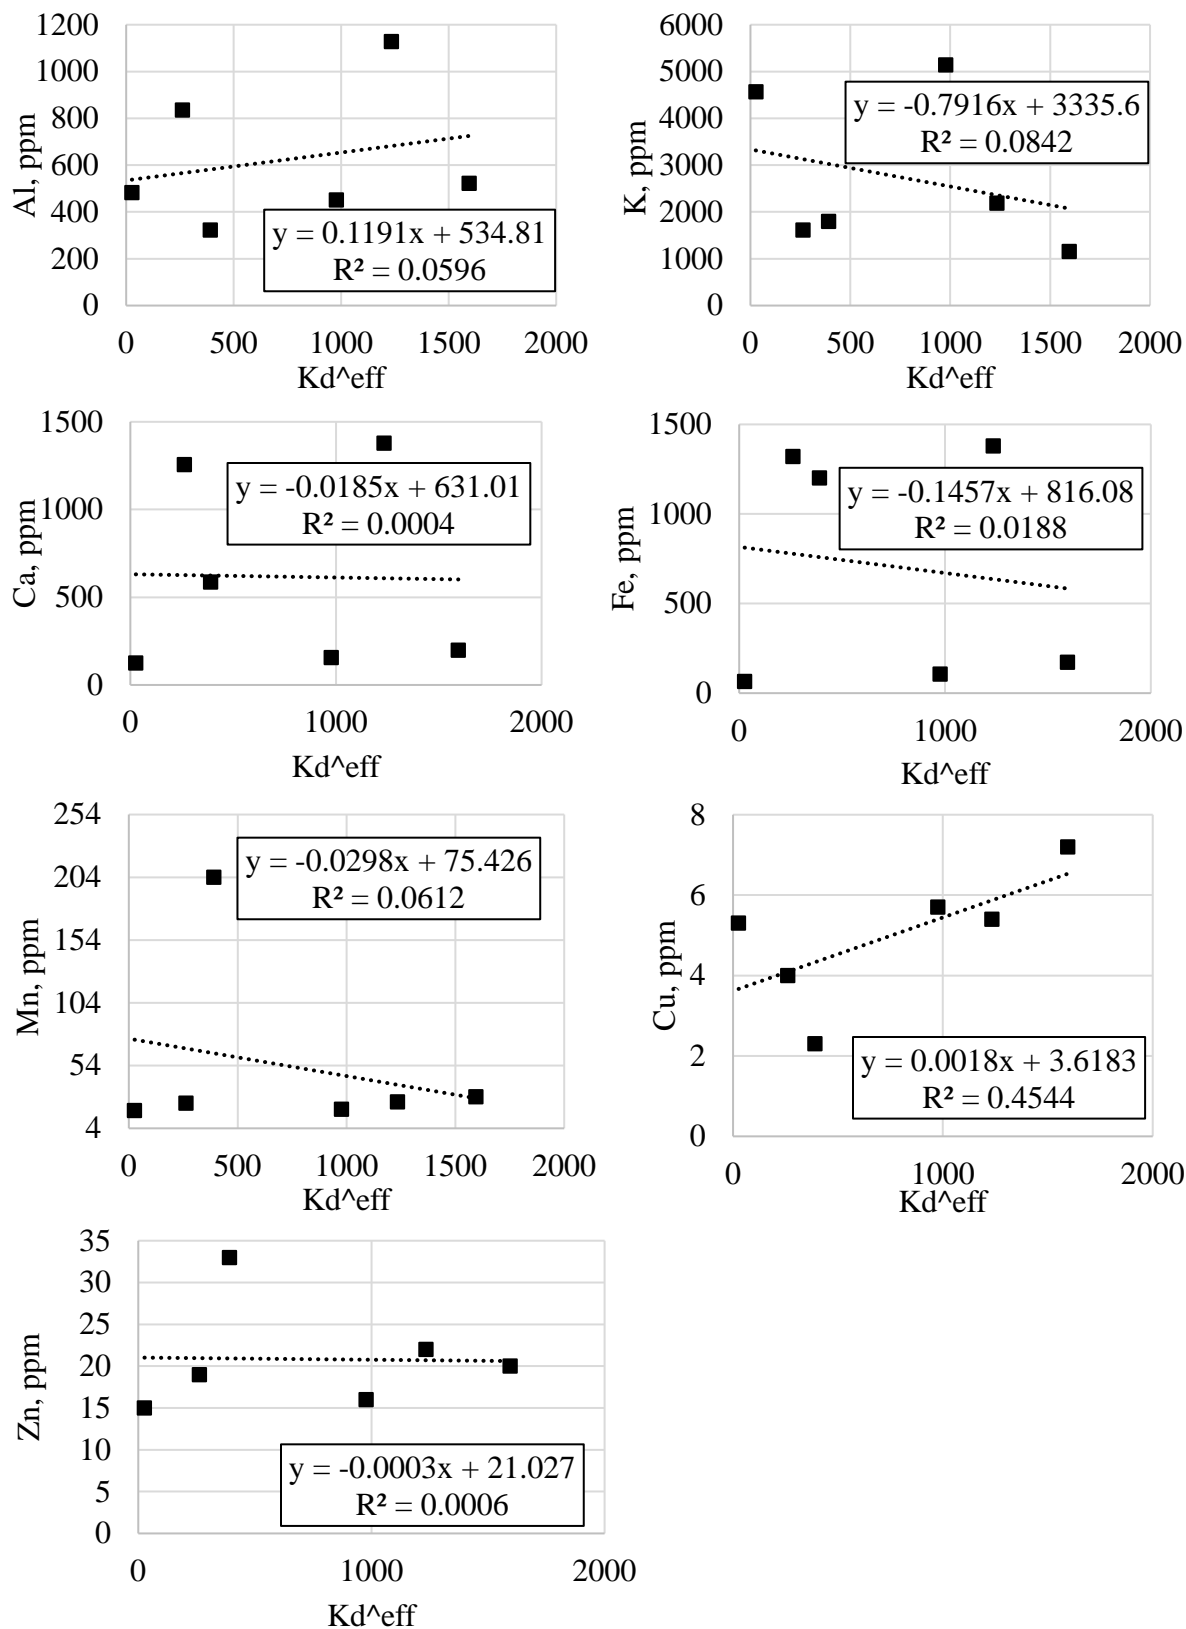 1200
1000
800
600
400
200
0
Al, ppm
y = 0.1191x + 534.81
R² = 0.0596
0 500 1000 1500 2000
Kd^eff
6000
5000
4000
3000
2000
1000
0
K, ppm
y = -0.7916x + 3335.6
R² = 0.0842
0 500 1000 1500 2000
Kd^eff
1500
1000
500
0
Ca, ppm
y = -0.0185x + 631.01
R² = 0.0004
0 1000 2000
Kd^eff
1500
1000
500
0
Fe, ppm
y = -0.1457x + 816.08
R² = 0.0188
0 1000 2000
Kd^eff
254
204
154
104
54
4
Mn, ppm
y = -0.0298x + 75.426
R² = 0.0612
0 500 1000 1500 2000
Kd^eff
8
6
4
2
0
Cu, ppm
y = 0.0018x + 3.6183
R² = 0.4544
0 1000 2000
Kd^eff
35
30
25
20
15
10
5
0
Zn, ppm
y = -0.0003x + 21.027
R² = 0.0006
0 1000 2000
Kd^eff